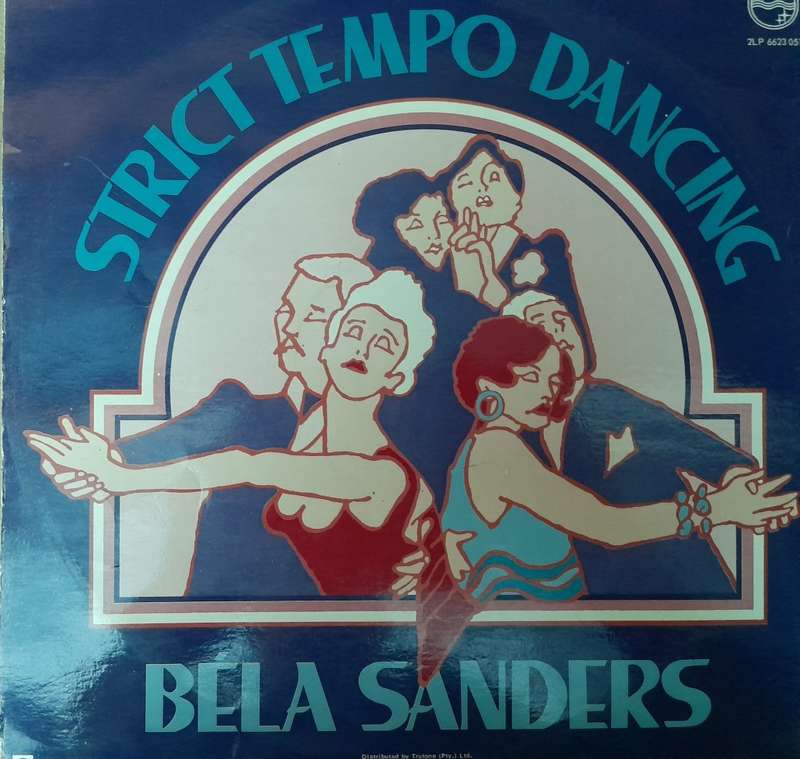 2LP 6623 05
STRICT TEMPO DANCING
BELA SANDERS
Distributed by Trutone (Pty.) Ltd.